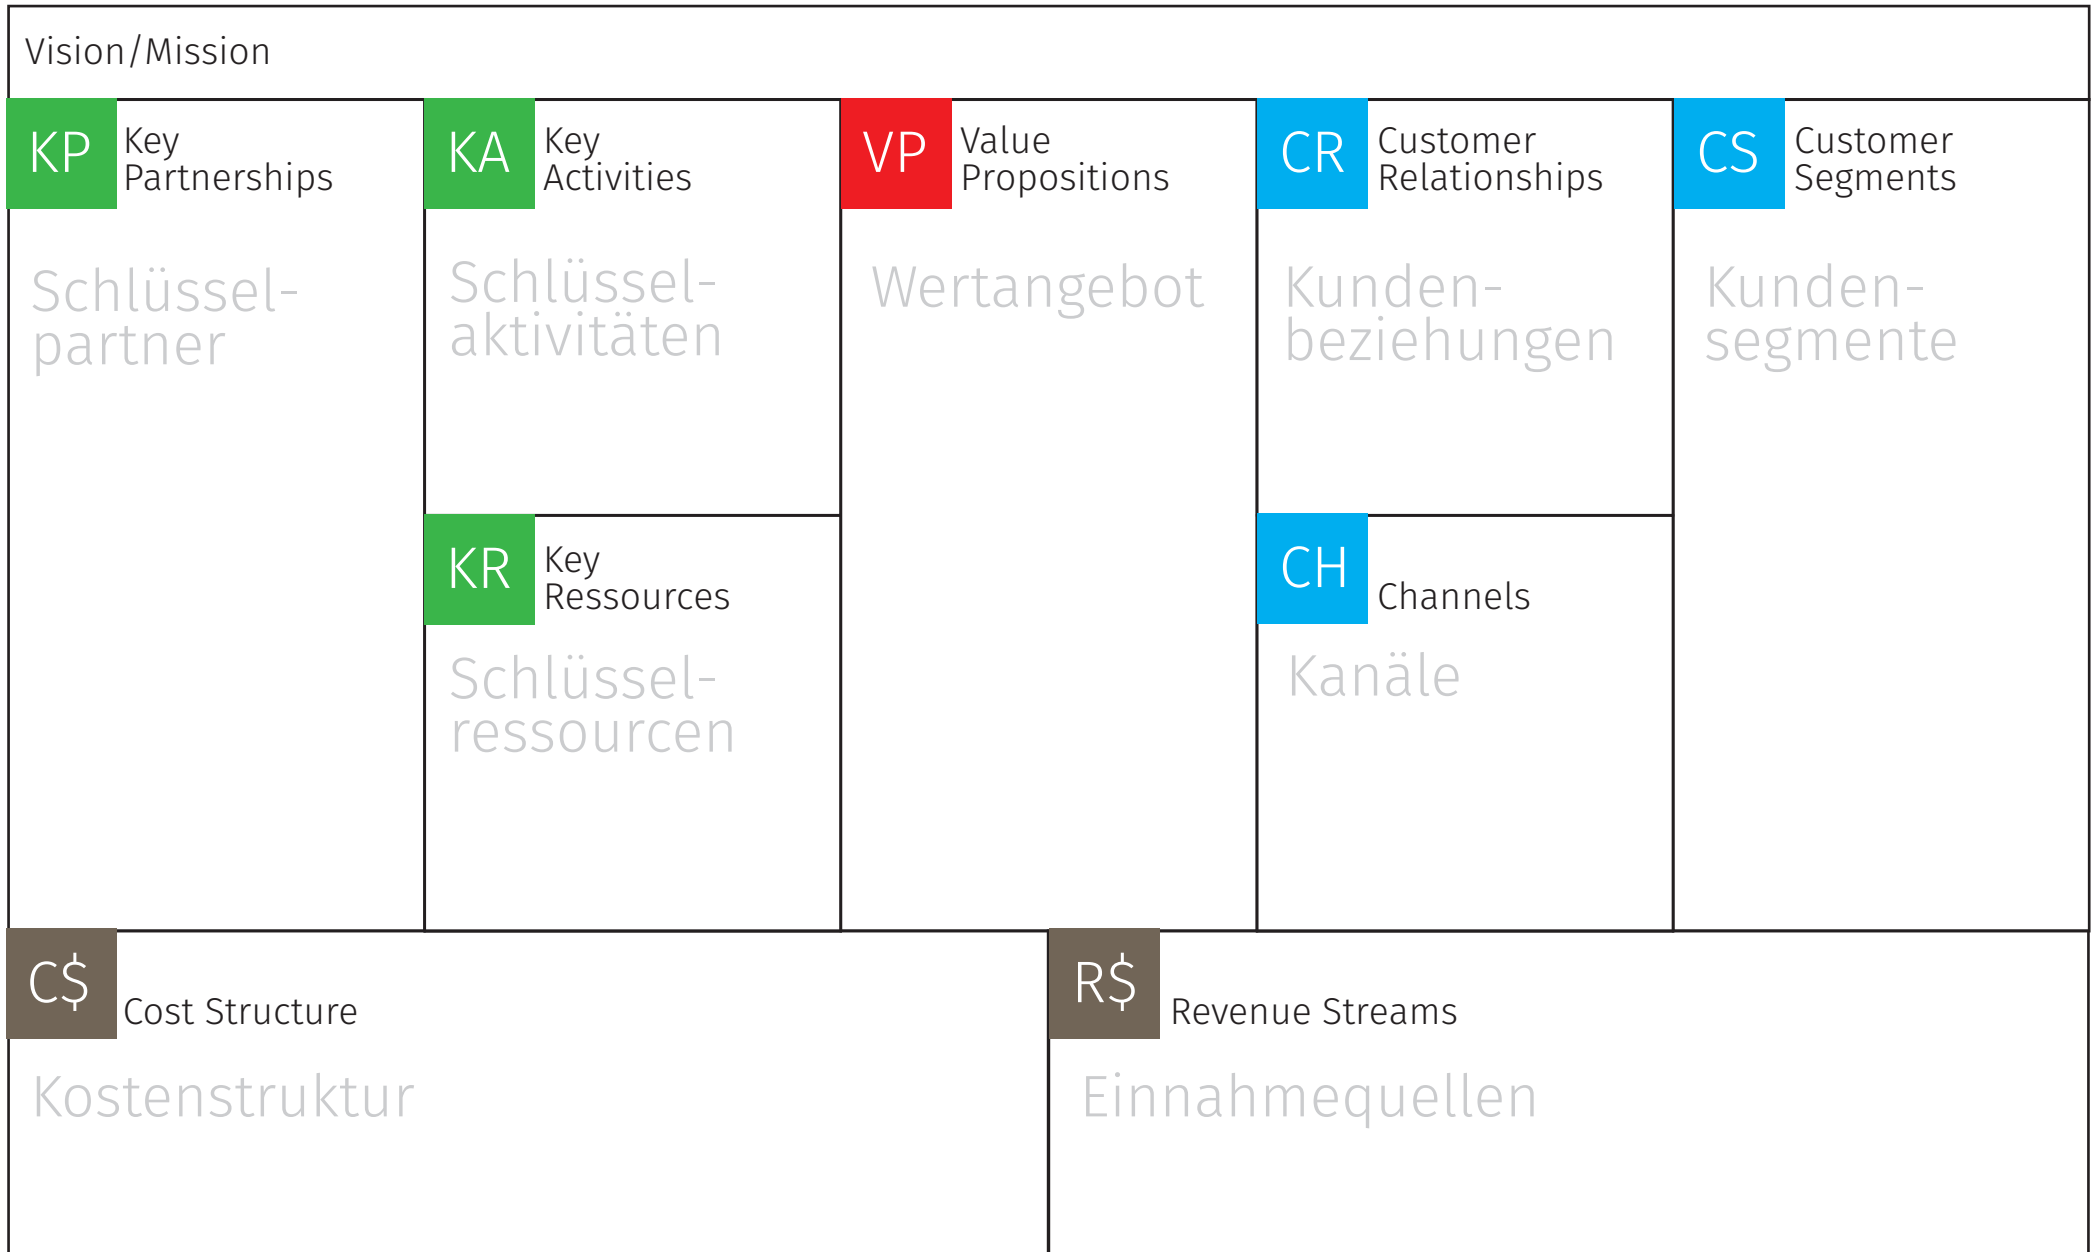 Vision/Mission
KP
Key
Partnerships
Schlüssel-
partner
KA
Key
Activities
Schlüssel-
aktivitäten
KR
Key
Ressources
Schlüssel-
ressourcen
VP
Value
Propositions
Wertangebot
CR
Customer
Relationships
Kunden-
beziehungen
CH
Channels
Kanäle
CS
Customer
Segments
Kunden-
segmente
C$
Cost Structure
Kostenstruktur
R$
Revenue Streams
Einnahmequellen